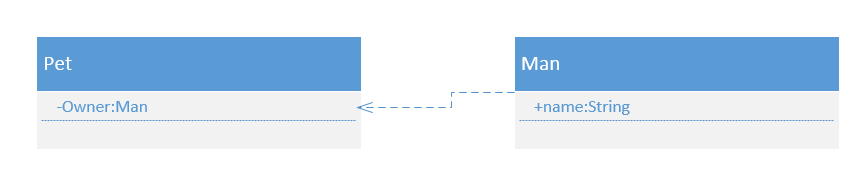 Pet
-Owner:Man
Man
+name:String